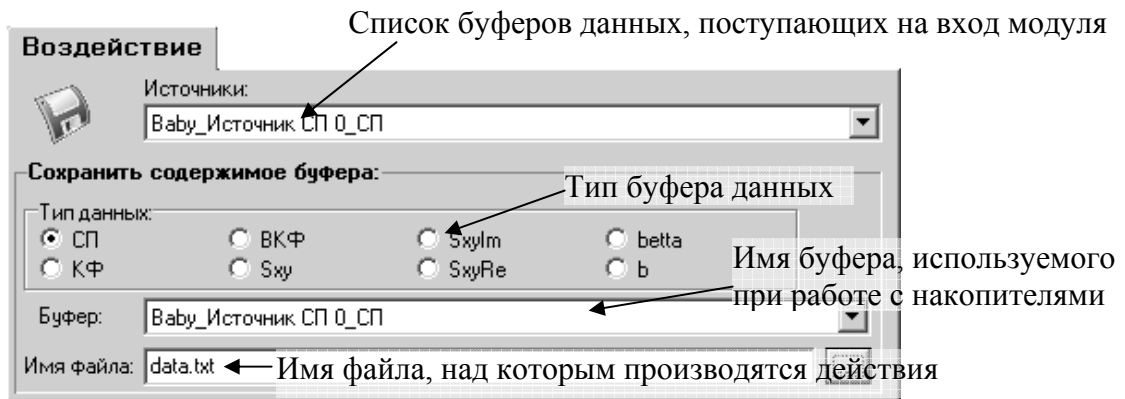 Список буферов данных, поступающих на вход модуля
Воздействие
Источники:
Baby_Источник СП 0_СП
Сохранить содержимое буфера:
Тип буфера данных
Тип данных:
СП ВКФ SxyIm betta
КФ Sxy SxyRe b
Имя буфера, используемого
при работе с накопителями
Буфер: Baby_Источник СП 0_СП
Имя файла: data.txt
Имя файла, над которым производятся действия